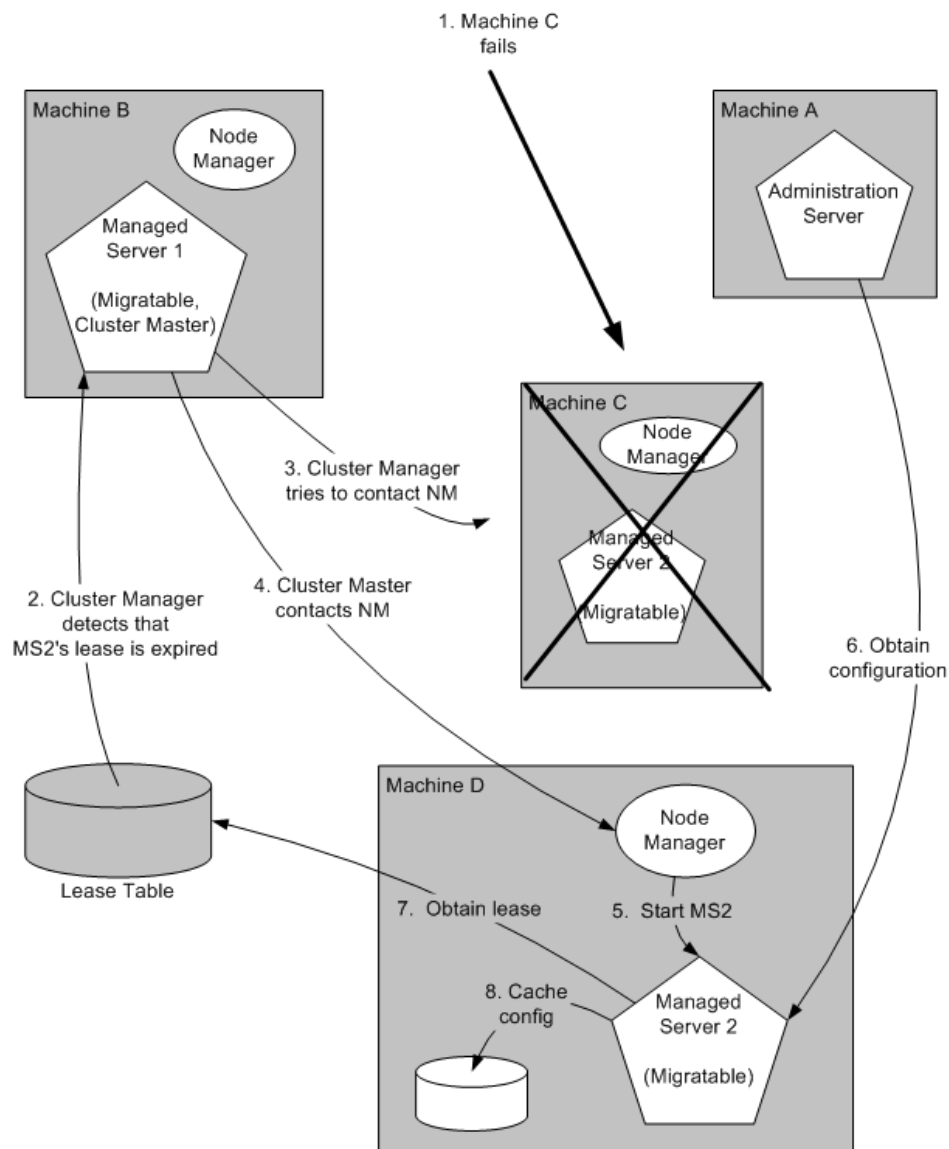 1. Machine C
fails
Machine B
Node
Manager
Managed
Server 1
(Migratable,
Cluster Master)
Machine A
Administration
Server
Machine C
Node
Manager
Managed
Server 2
Migratable)
3. Cluster Manager
tries to contact NM
4. Cluster Master
contacts NM
2. Cluster Manager
detects that
MS2's lease is expired
6. Obtain
configuration
Lease Table
Machine D
Node
Manager
7. Obtain lease
5. Start MS2
8. Cache
config
Managed
Server 2
(Migratable)